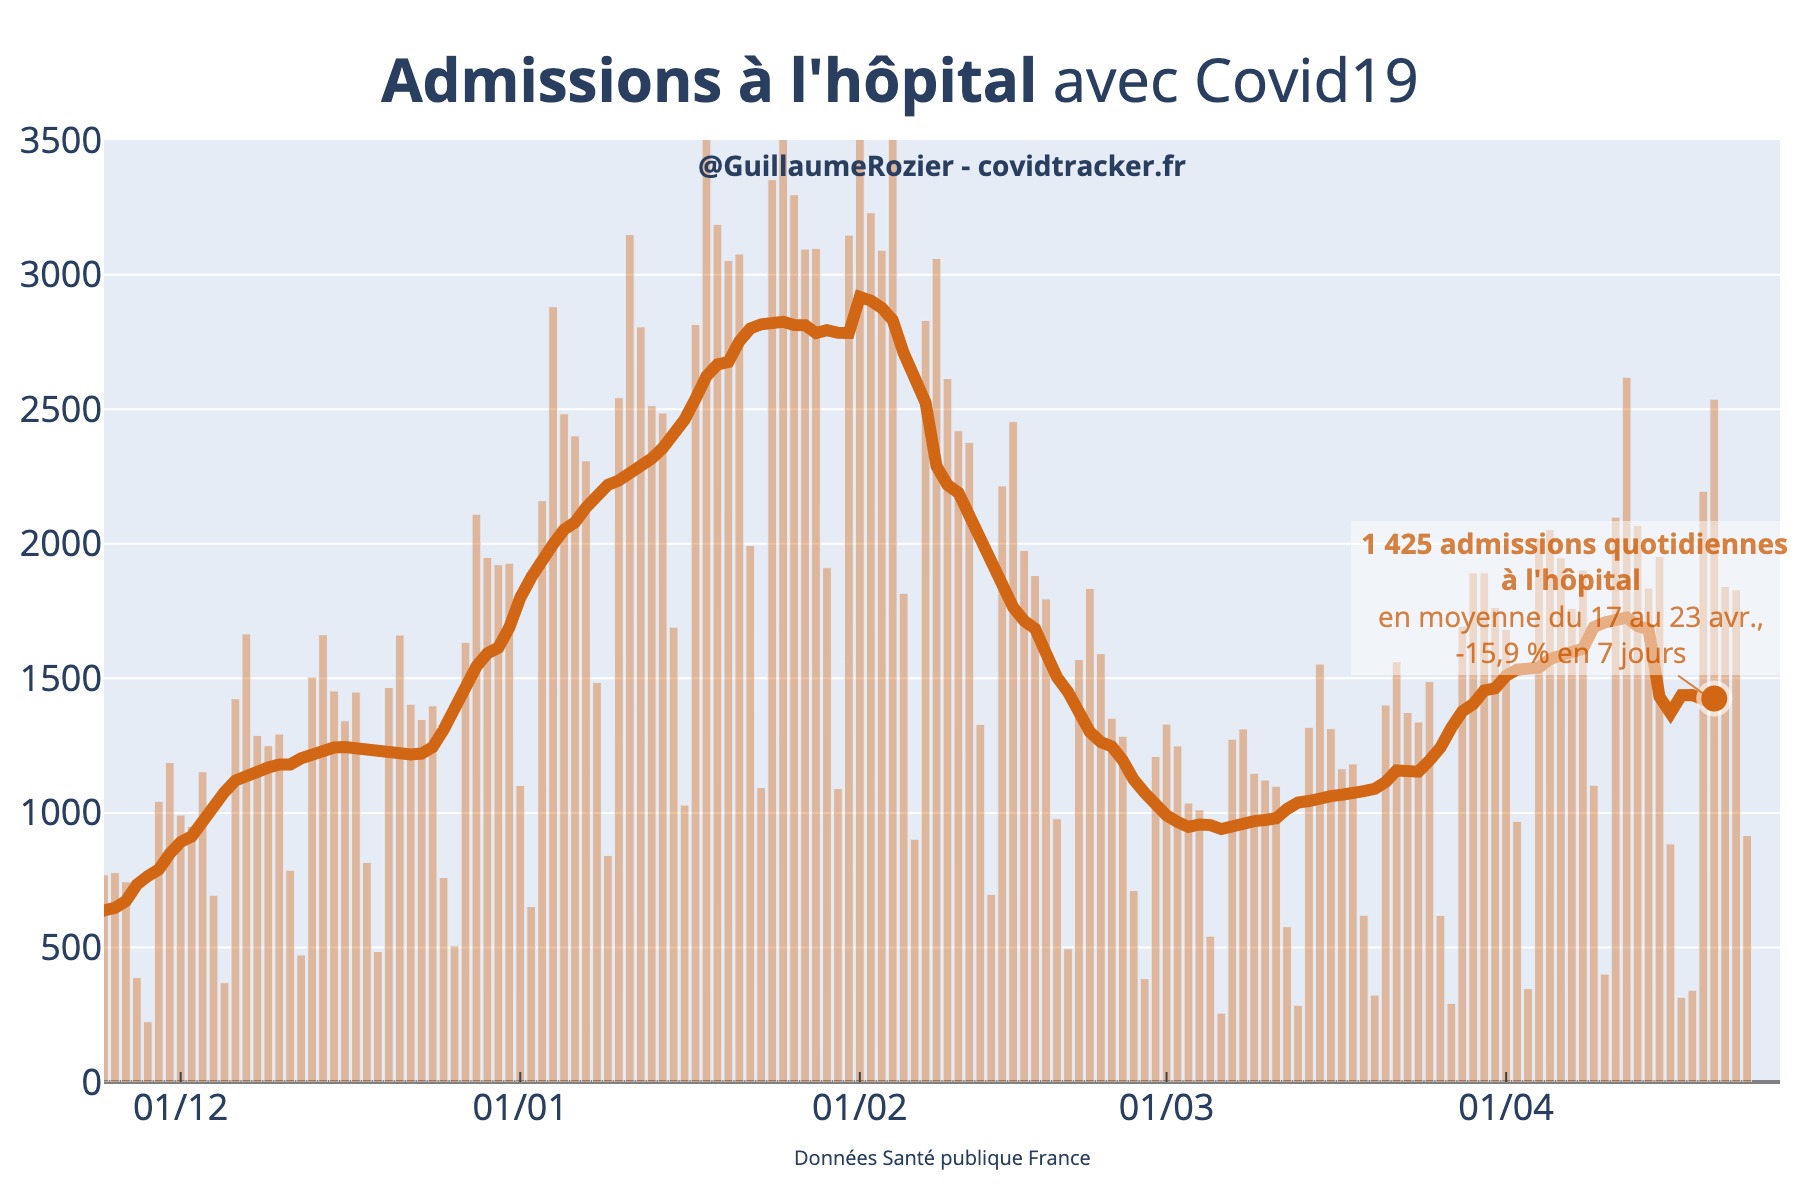 Admissions à l'hôpital avec Covid19
3500
@GuillaumeRozier - covidtracker.fr
3000
2500
2000
1 425 admissions quotidiennes
à l'hôpital
en moyenne du 17 au 23 avr.,
-15,9 % en 7 jours
1500
1000
500
0
01/12 01/01 01/02 01/03 01/04
Données Santé publique France